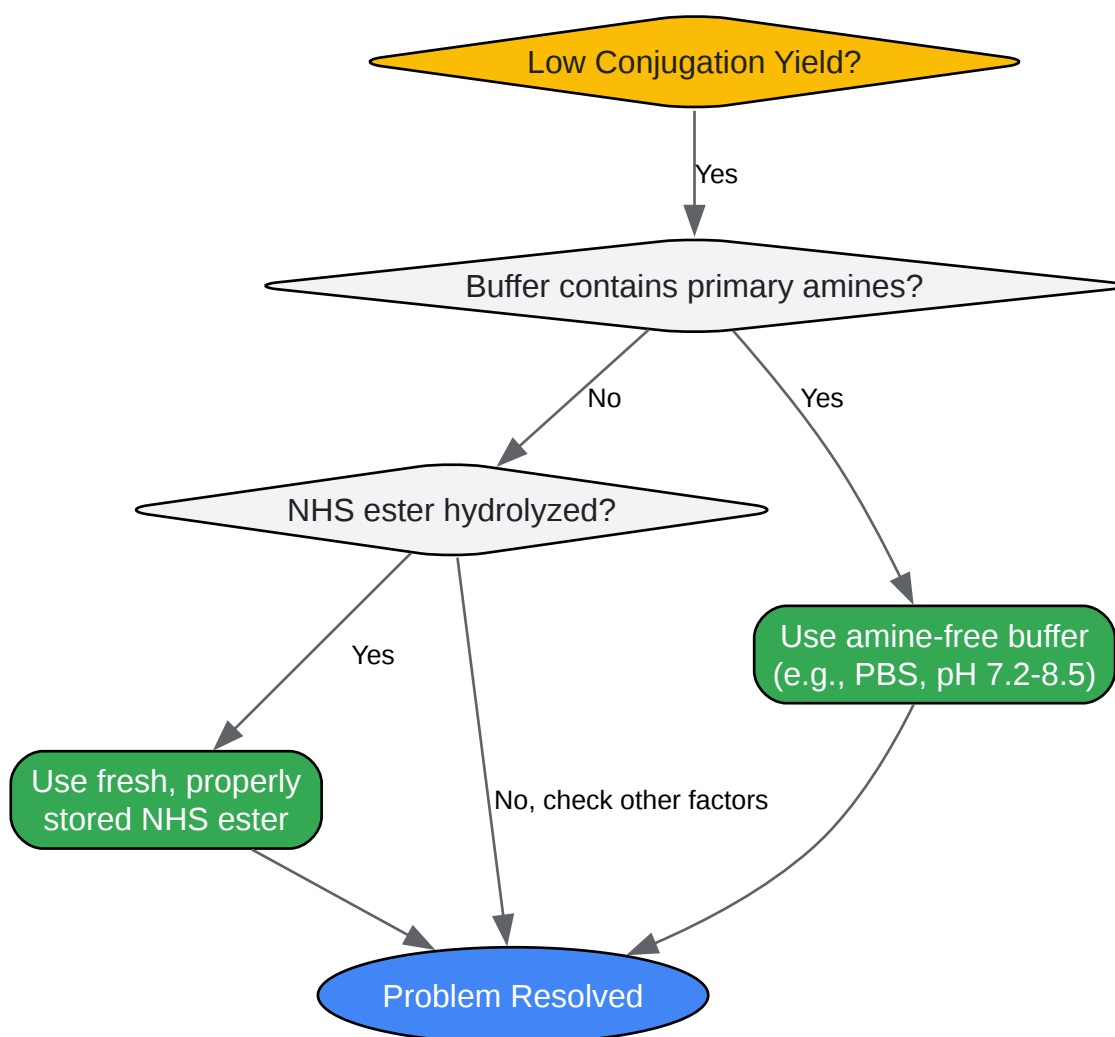 Low Conjugation Yield?
Yes
Buffer contains primary amines?
No
Yes
NHS ester hydrolyzed?
Use amine-free buffer
(e.g., PBS, pH 7.2-8.5)
Yes
Use fresh, properly
stored NHS ester
No, check other factors
Problem Resolved